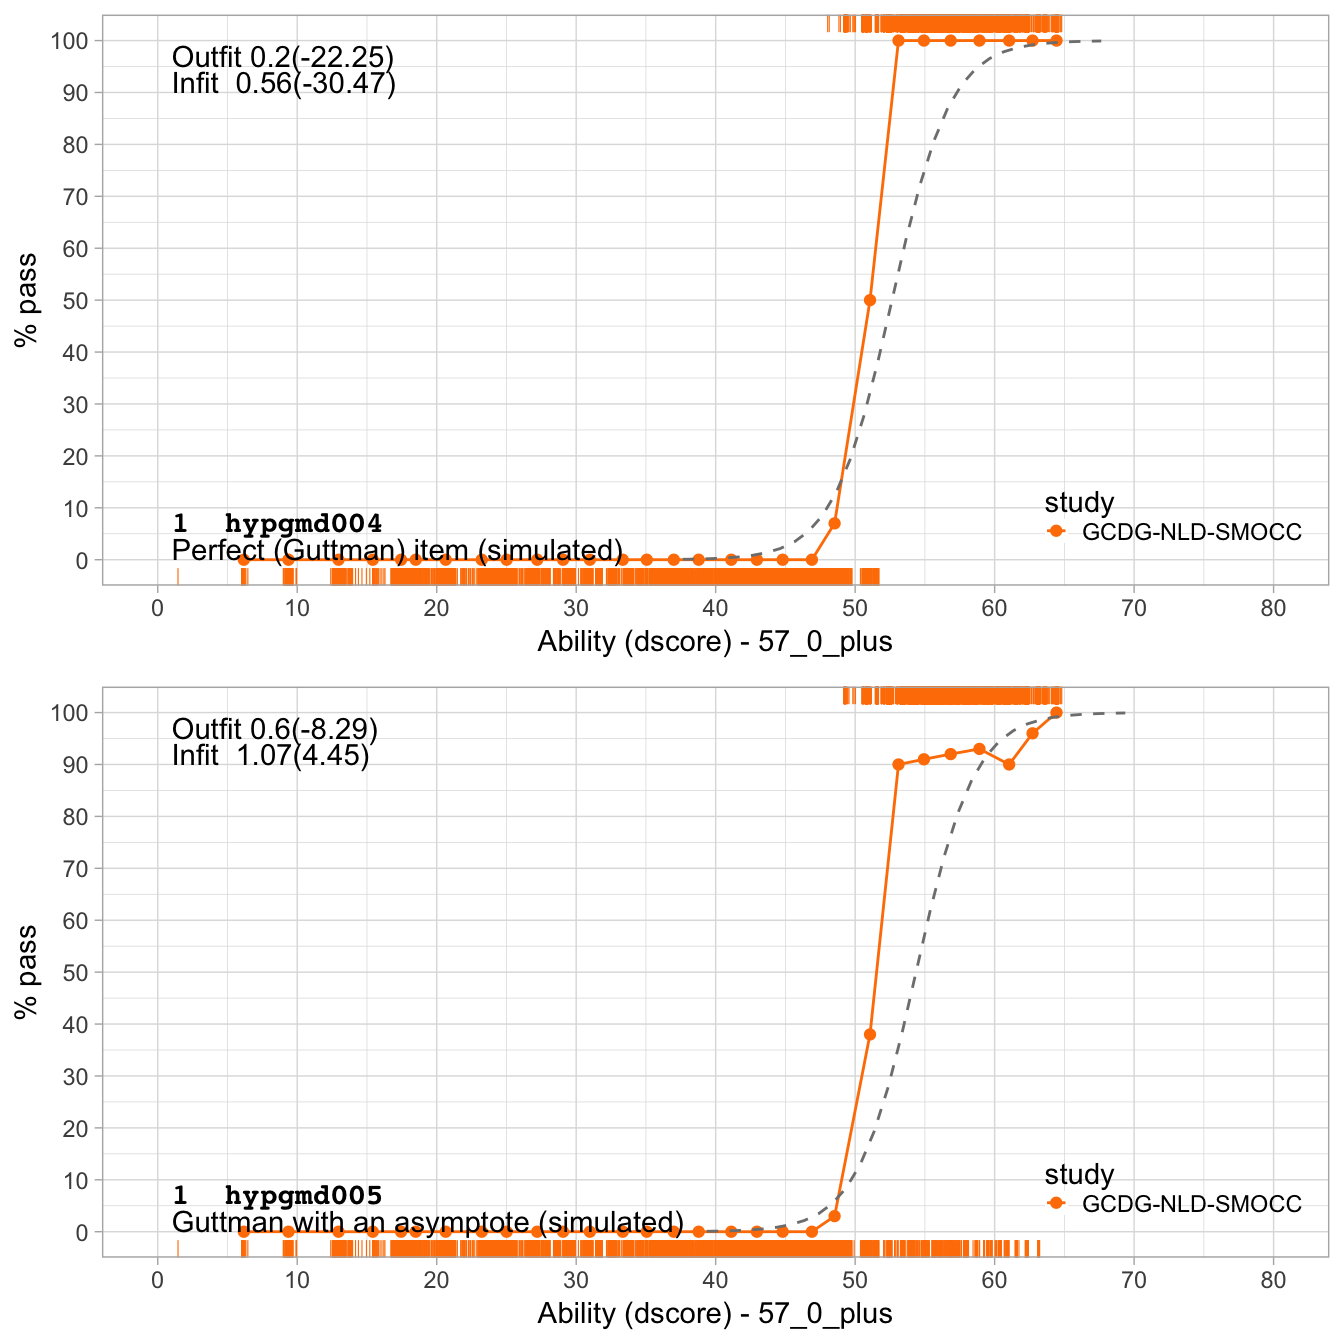 100
90
80
70
60
50
40
30
20
10
0
% pass
Outfit 0.2(-22.25)
Infit  0.56(-30.47)
1  hypgmd004
Perfect (Guttman) item (simulated)
study
GCDG-NLD-SMOCC
0 10 20 30 40 50 60 70 80
Ability (dscore) - 57_0_plus
100
90
80
70
60
50
40
30
20
10
0
% pass
Outfit 0.6(-8.29)
Infit  1.07(4.45)
1  hypgmd005
Guttman with an asymptote (simulated)
study
GCDG-NLD-SMOCC
0 10 20 30 40 50 60 70 80
Ability (dscore) - 57_0_plus